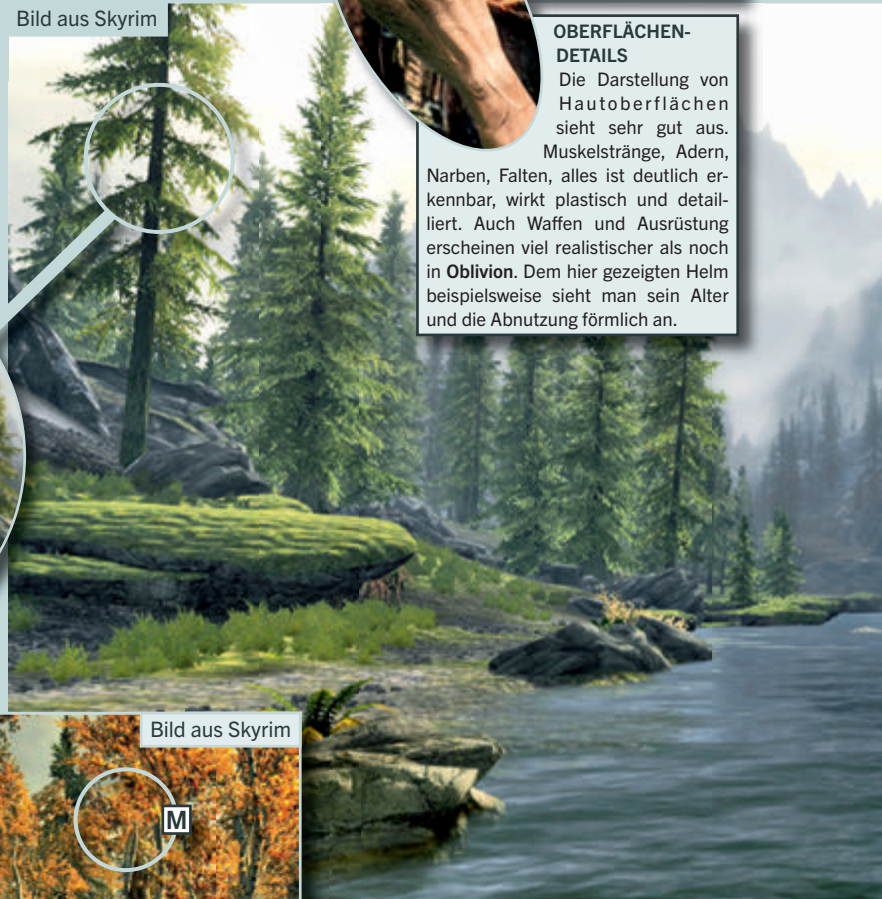 Bild aus Skyrim
OBERFLÄCHEN-
DETAILS
Die Darstellung von
Hautoberflächen
sieht sehr gut aus.
Muskelstränge, Adern,
Narben, Falten, alles ist deutlich er-
kennbar, wirkt plastisch und detail-
liert. Auch Waffen und Ausrüstung
erscheinen viel realistischer als noch
in Oblivion. Dem hier gezeigten Helm
beispielsweise sieht man sein Alter
und die Abnutzung förmlich an.
Bild aus Skyrim
M